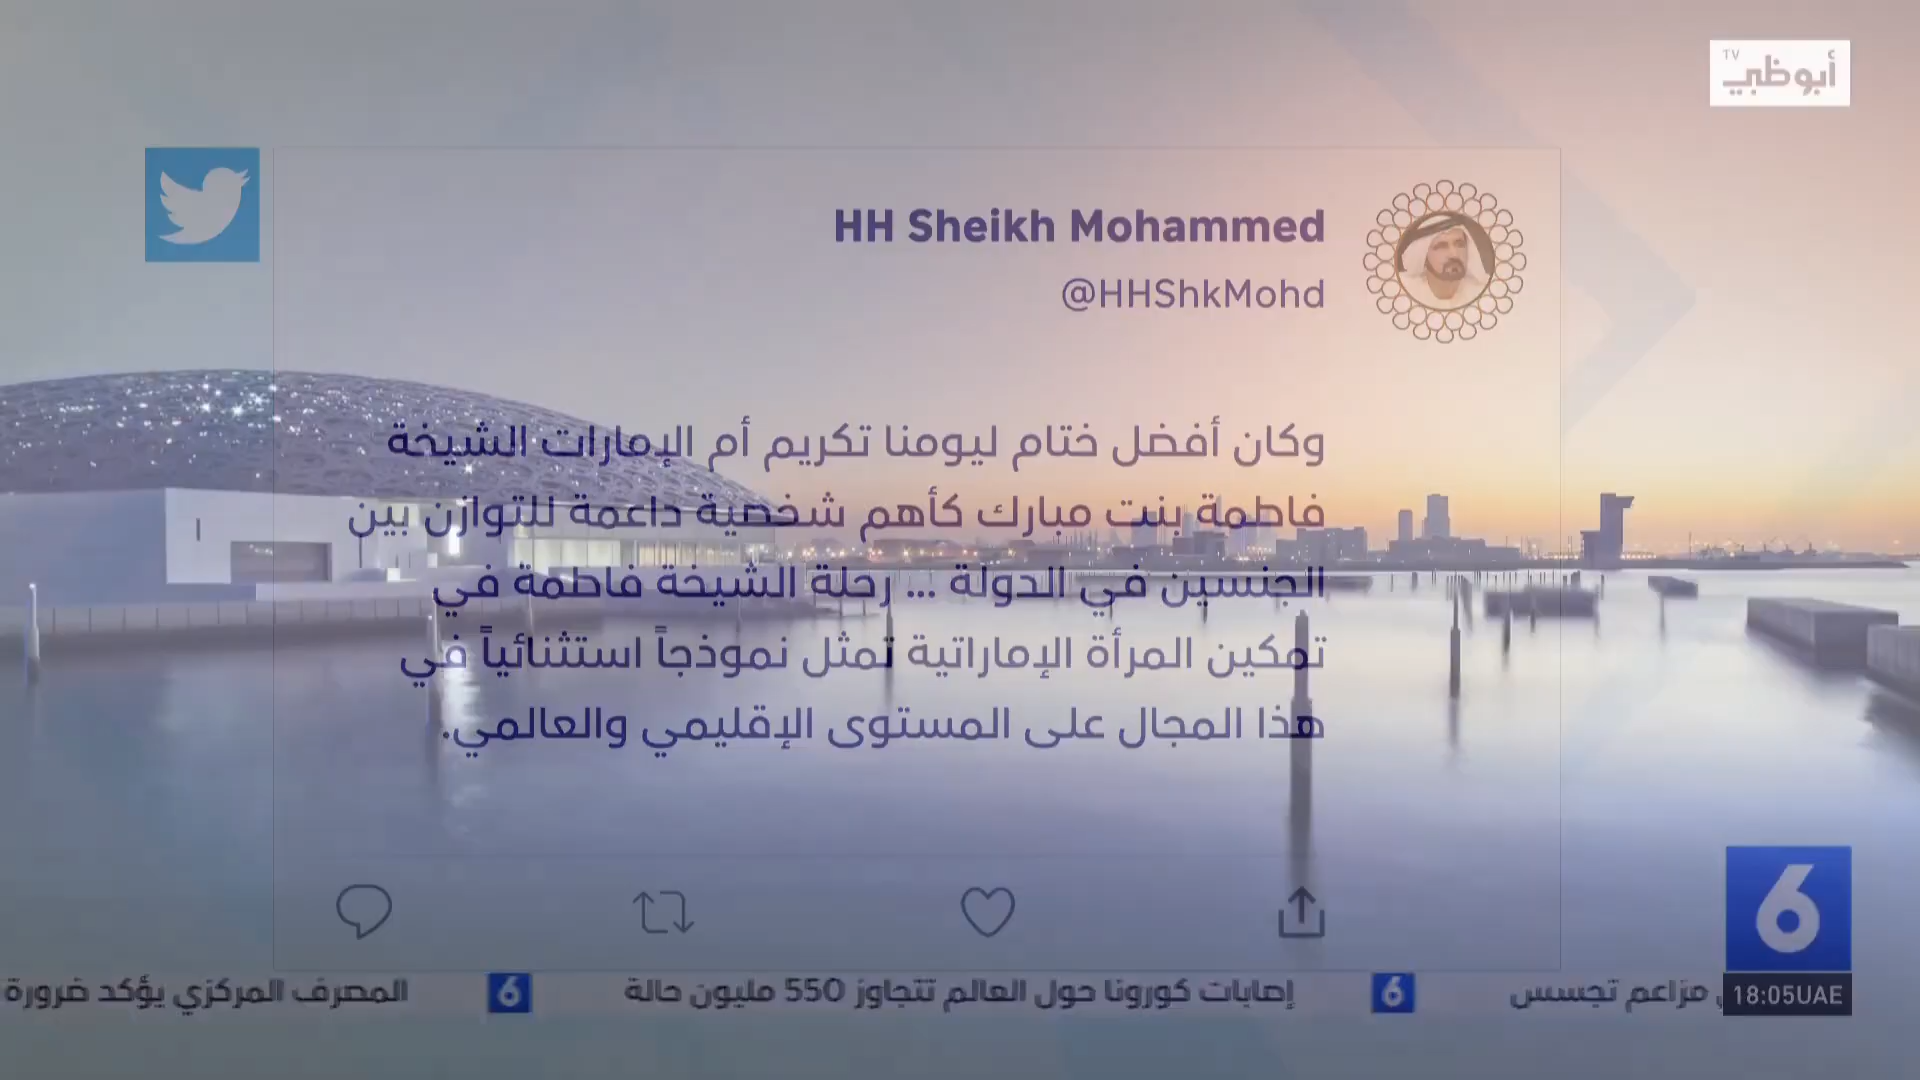 أبوظبي
TV
HH Sheikh Mohammed
@HHShkMohd
وكان أفضل ختام ليومنا تكريم أم الإمارات الشيخة
فاطمة بنت مبارك كأهم شخصية داعمة للتوازن بين
الجنسين في الدولة ... رحلة الشيخة فاطمة في
تمكين المرأة الإماراتية تمثل نموذجاً استثنائياً في
هذا المجال على المستوى الإقليمي والعالمي.
6
مزاعم تجسس 6 إصابات كورونا حول العالم تتجاوز 550 مليون حالة 6 المصرف المركزي يؤكد ضرورة
18:05UAE